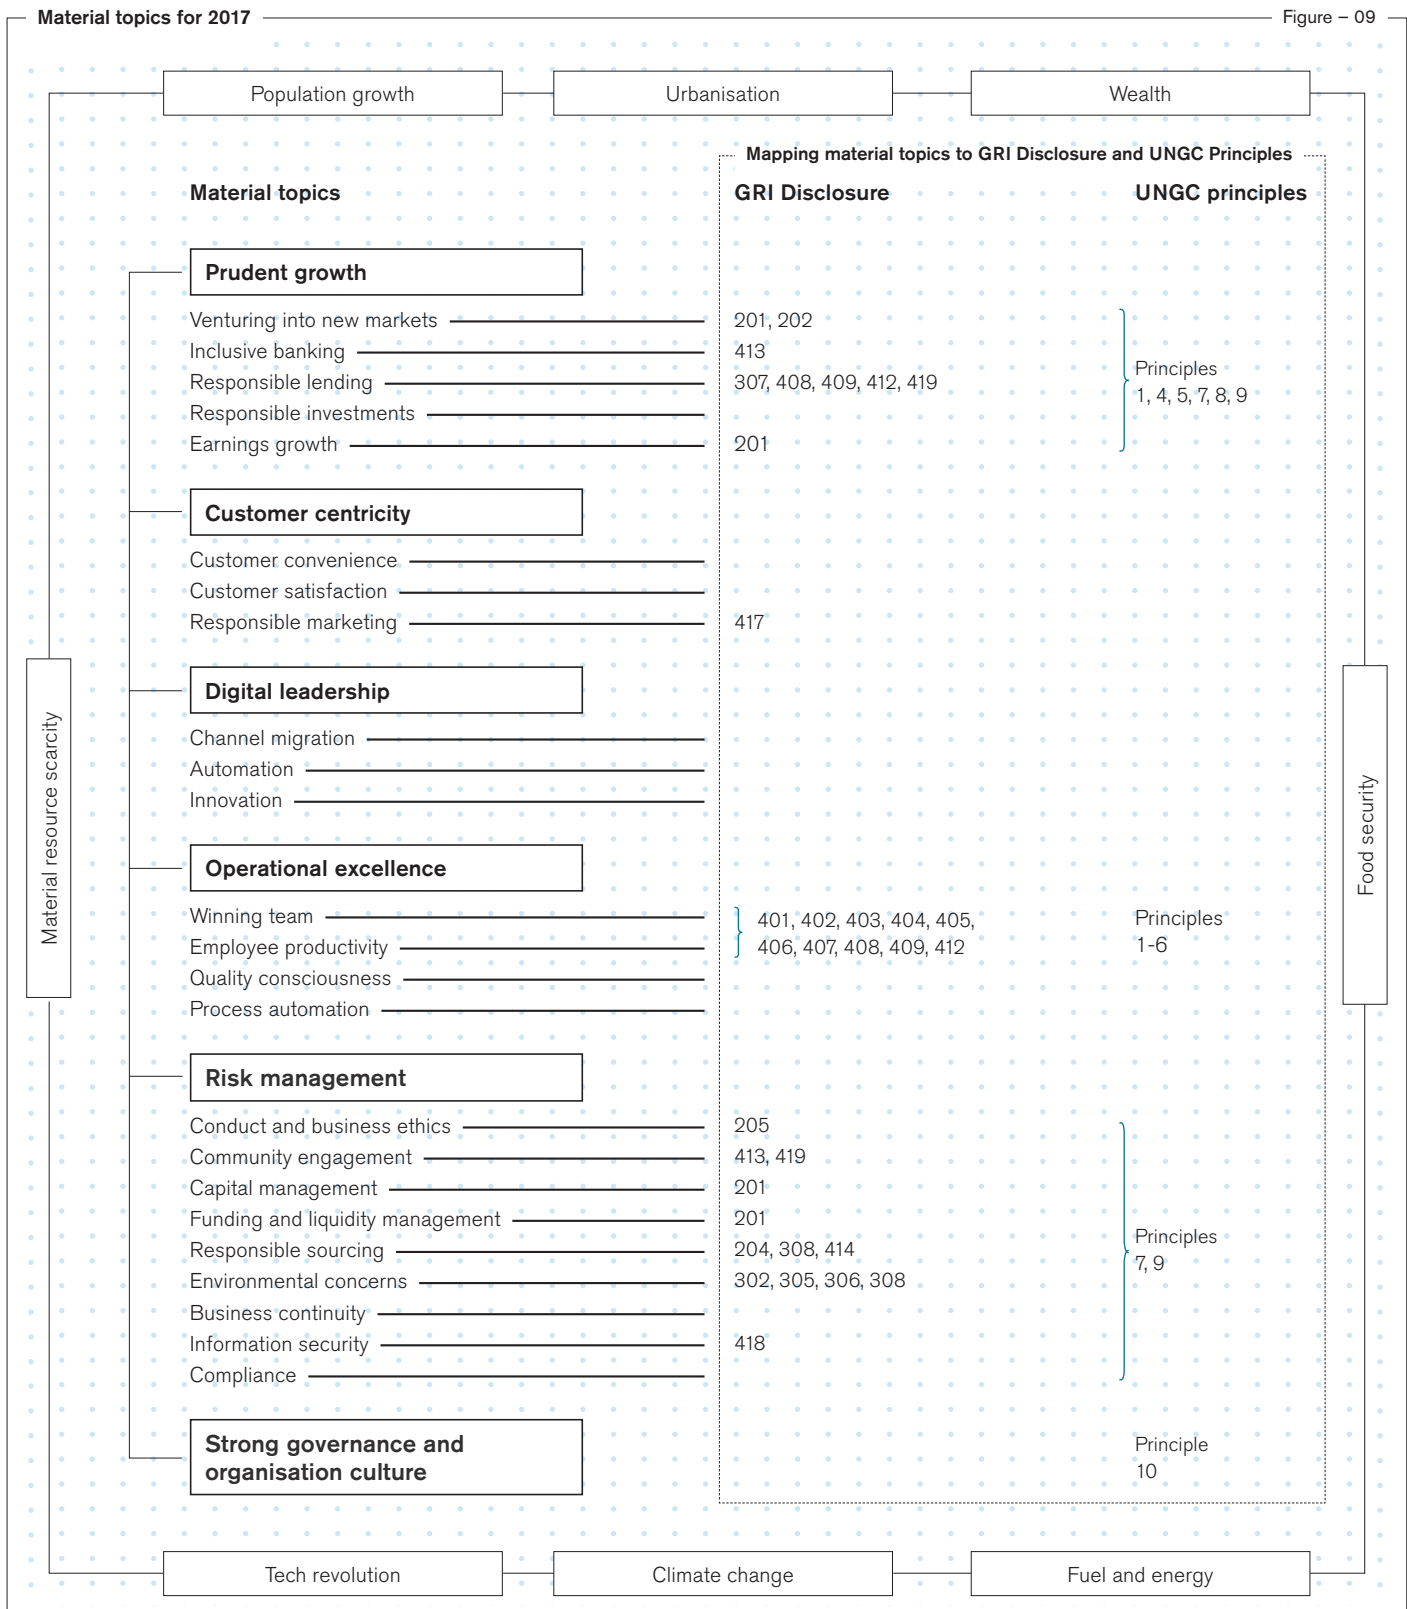 Material topics for 2017
Figure – 09
Population growth
Urbanisation
Wealth
Mapping material topics to GRI Disclosure and UNGC Principles
Material topics
GRI Disclosure
UNGC principles
Prudent growth
Venturing into new markets
201, 202
Inclusive banking
413
Responsible lending
307, 408, 409, 412, 419
Responsible investments
Earnings growth
201
Principles
1, 4, 5, 7, 8, 9
Customer centricity
Customer convenience
Customer satisfaction
Responsible marketing
417
Digital leadership
Channel migration
Automation
Innovation
Operational excellence
Winning team
Employee productivity
401, 402, 403, 404, 405,
406, 407, 408, 409, 412
Principles
1-6
Quality consciousness
Process automation
Risk management
Conduct and business ethics
205
Community engagement
413, 419
Capital management
201
Funding and liquidity management
201
Responsible sourcing
204, 308, 414
Environmental concerns
302, 305, 306, 308
Business continuity
Information security
418
Compliance
Principles
7, 9
Strong governance and
organisation culture
Principle
10
Material resource scarcity
Food security
Tech revolution
Climate change
Fuel and energy